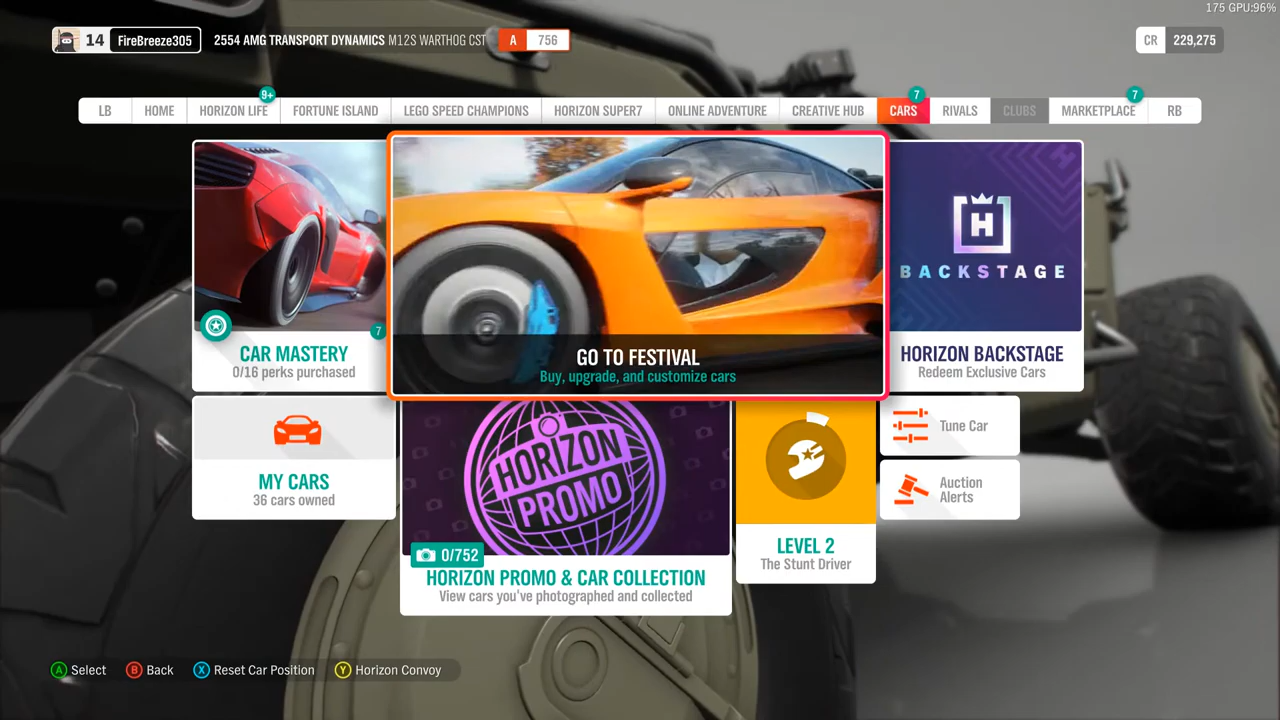 175 GPU:96%
14 FireBreeze305 2554 AMG TRANSPORT DYNAMICS M12S WARTHOG CST A 756
CR 229,275
9+ 7 7
LB HOME HORIZON LIFE FORTUNE ISLAND LEGO SPEED CHAMPIONS HORIZON SUPER7 ONLINE ADVENTURE CREATIVE HUB CARS RIVALS CLUBS MARKETPLACE RB
7
CAR MASTERY
0/16 perks purchased
GO TO FESTIVAL
Buy, upgrade, and customize cars
H
BACKSTAGE
HORIZON BACKSTAGE
Redeem Exclusive Cars
MY CARS
36 cars owned
HORIZON
PROMO
0/752
HORIZON PROMO & CAR COLLECTION
View cars you've photographed and collected
LEVEL 2
The Stunt Driver
Tune Car
Auction
Alerts
A Select B Back X Reset Car Position Y Horizon Convoy